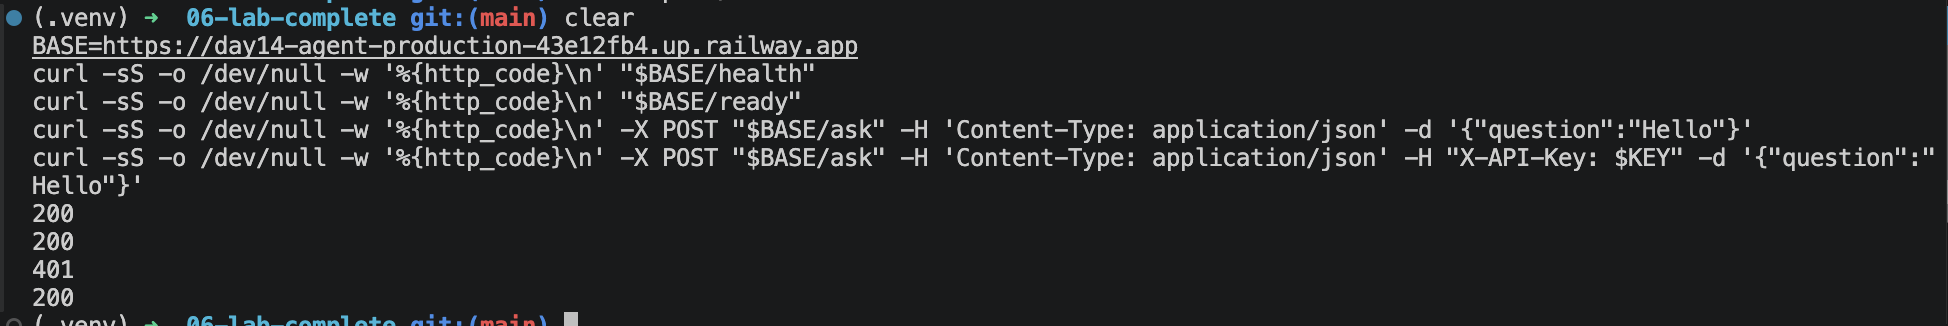 (.venv) → 06-lab-complete git:(main) clear
BASE=https://day14-agent-production-43e12fb4.up.railway.app
curl -sS -o /dev/null -w '%{http_code}\n' "$BASE/health"
curl -sS -o /dev/null -w '%{http_code}\n' "$BASE/ready"
curl -sS -o /dev/null -w '%{http_code}\n' -X POST "$BASE/ask" -H 'Content-Type: application/json' -d '{"question":"Hello"}'
curl -sS -o /dev/null -w '%{http_code}\n' -X POST "$BASE/ask" -H 'Content-Type: application/json' -H "X-API-Key: $KEY" -d '{"question":"
Hello"}'
200
200
401
200
(.venv) → 06-lab-complete git:(main)